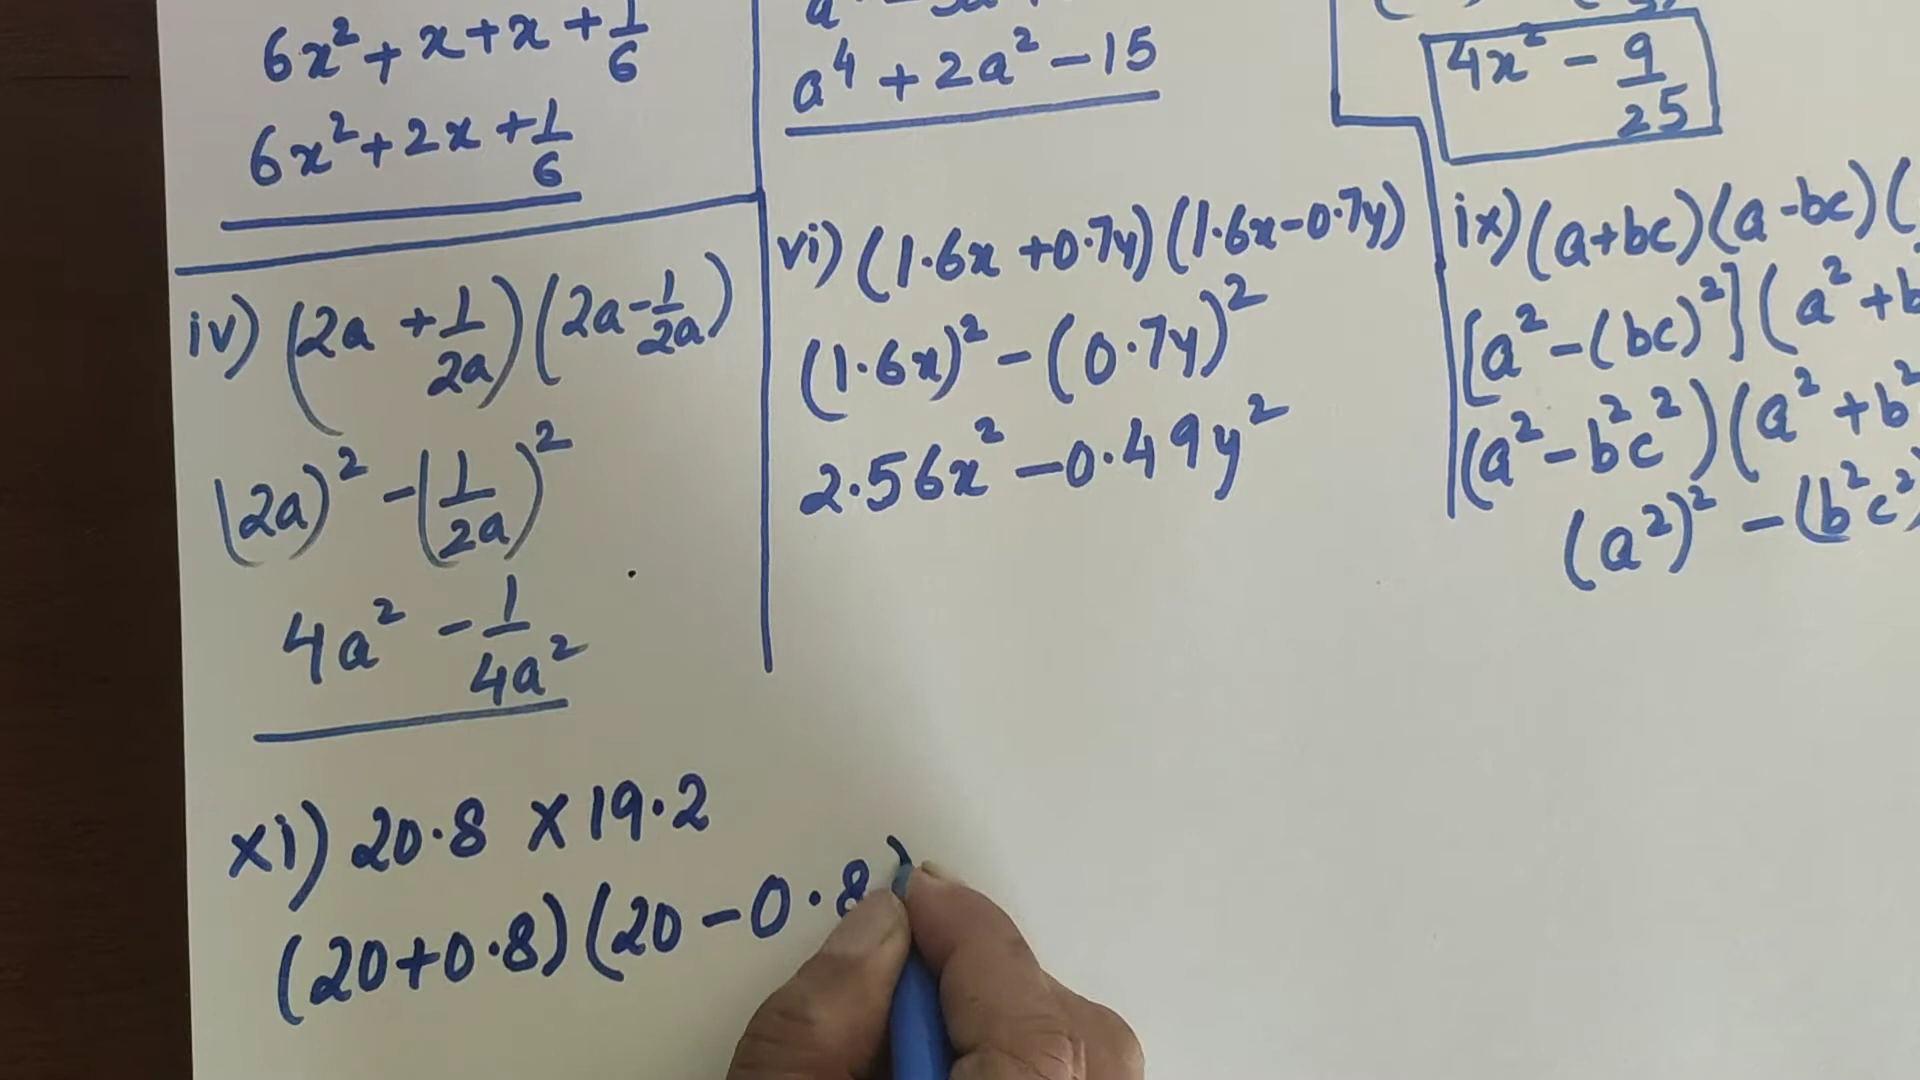 6x² + x + x + 1/6
6x² + 2x + 1/6
iv) (2a + 1/2a) (2a - 1/2a)
(2a)² - (1/2a)²
4a² - 1/4a²
a⁴ + 2a² - 15
vi) (1.6x + 0.7y) (1.6x - 0.7y)
(1.6x)² - (0.7y)²
2.56x² - 0.49y²
4x² - 9/25
ix) (a+bc) (a-bc) (
[a² - (bc)²] (a² + b
(a² - b²c²) (a² + b²
(a²)² - (b²c²)
xi) 20.8 × 19.2
(20+0.8) (20 - 0.8)